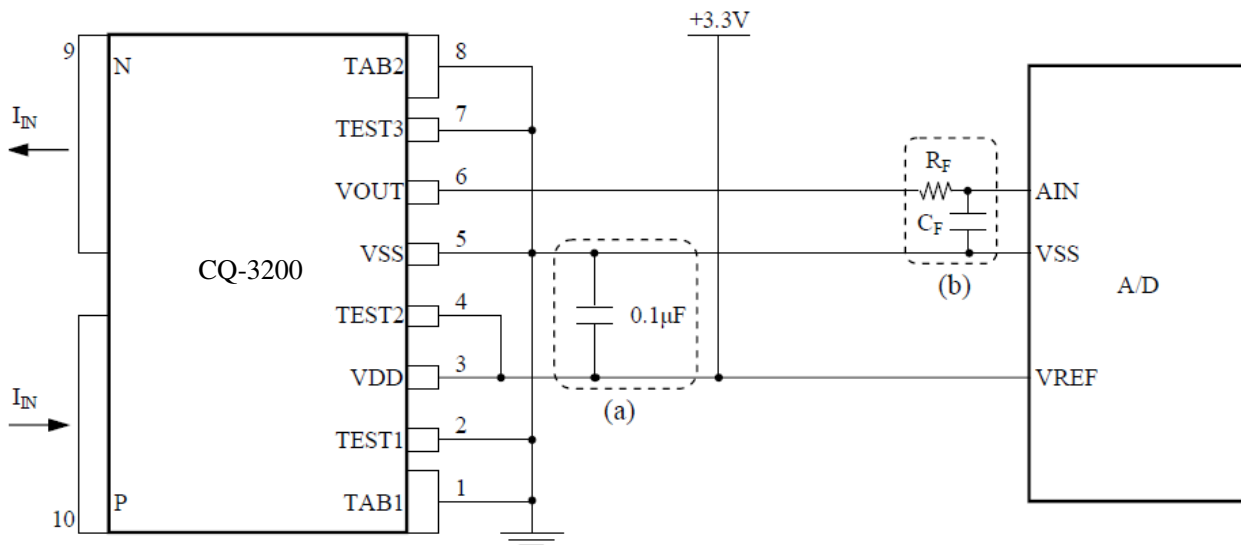 +3.3V
9
N
TAB2
8
I_IN
TEST3
7
VOUT
6
R_F
AIN
C_F
VSS
5
VSS
CQ-3200
(b)
A/D
TEST2
4
0.1μF
VDD
3
VREF
I_IN
(a)
TEST1
2
10
P
TAB1
1